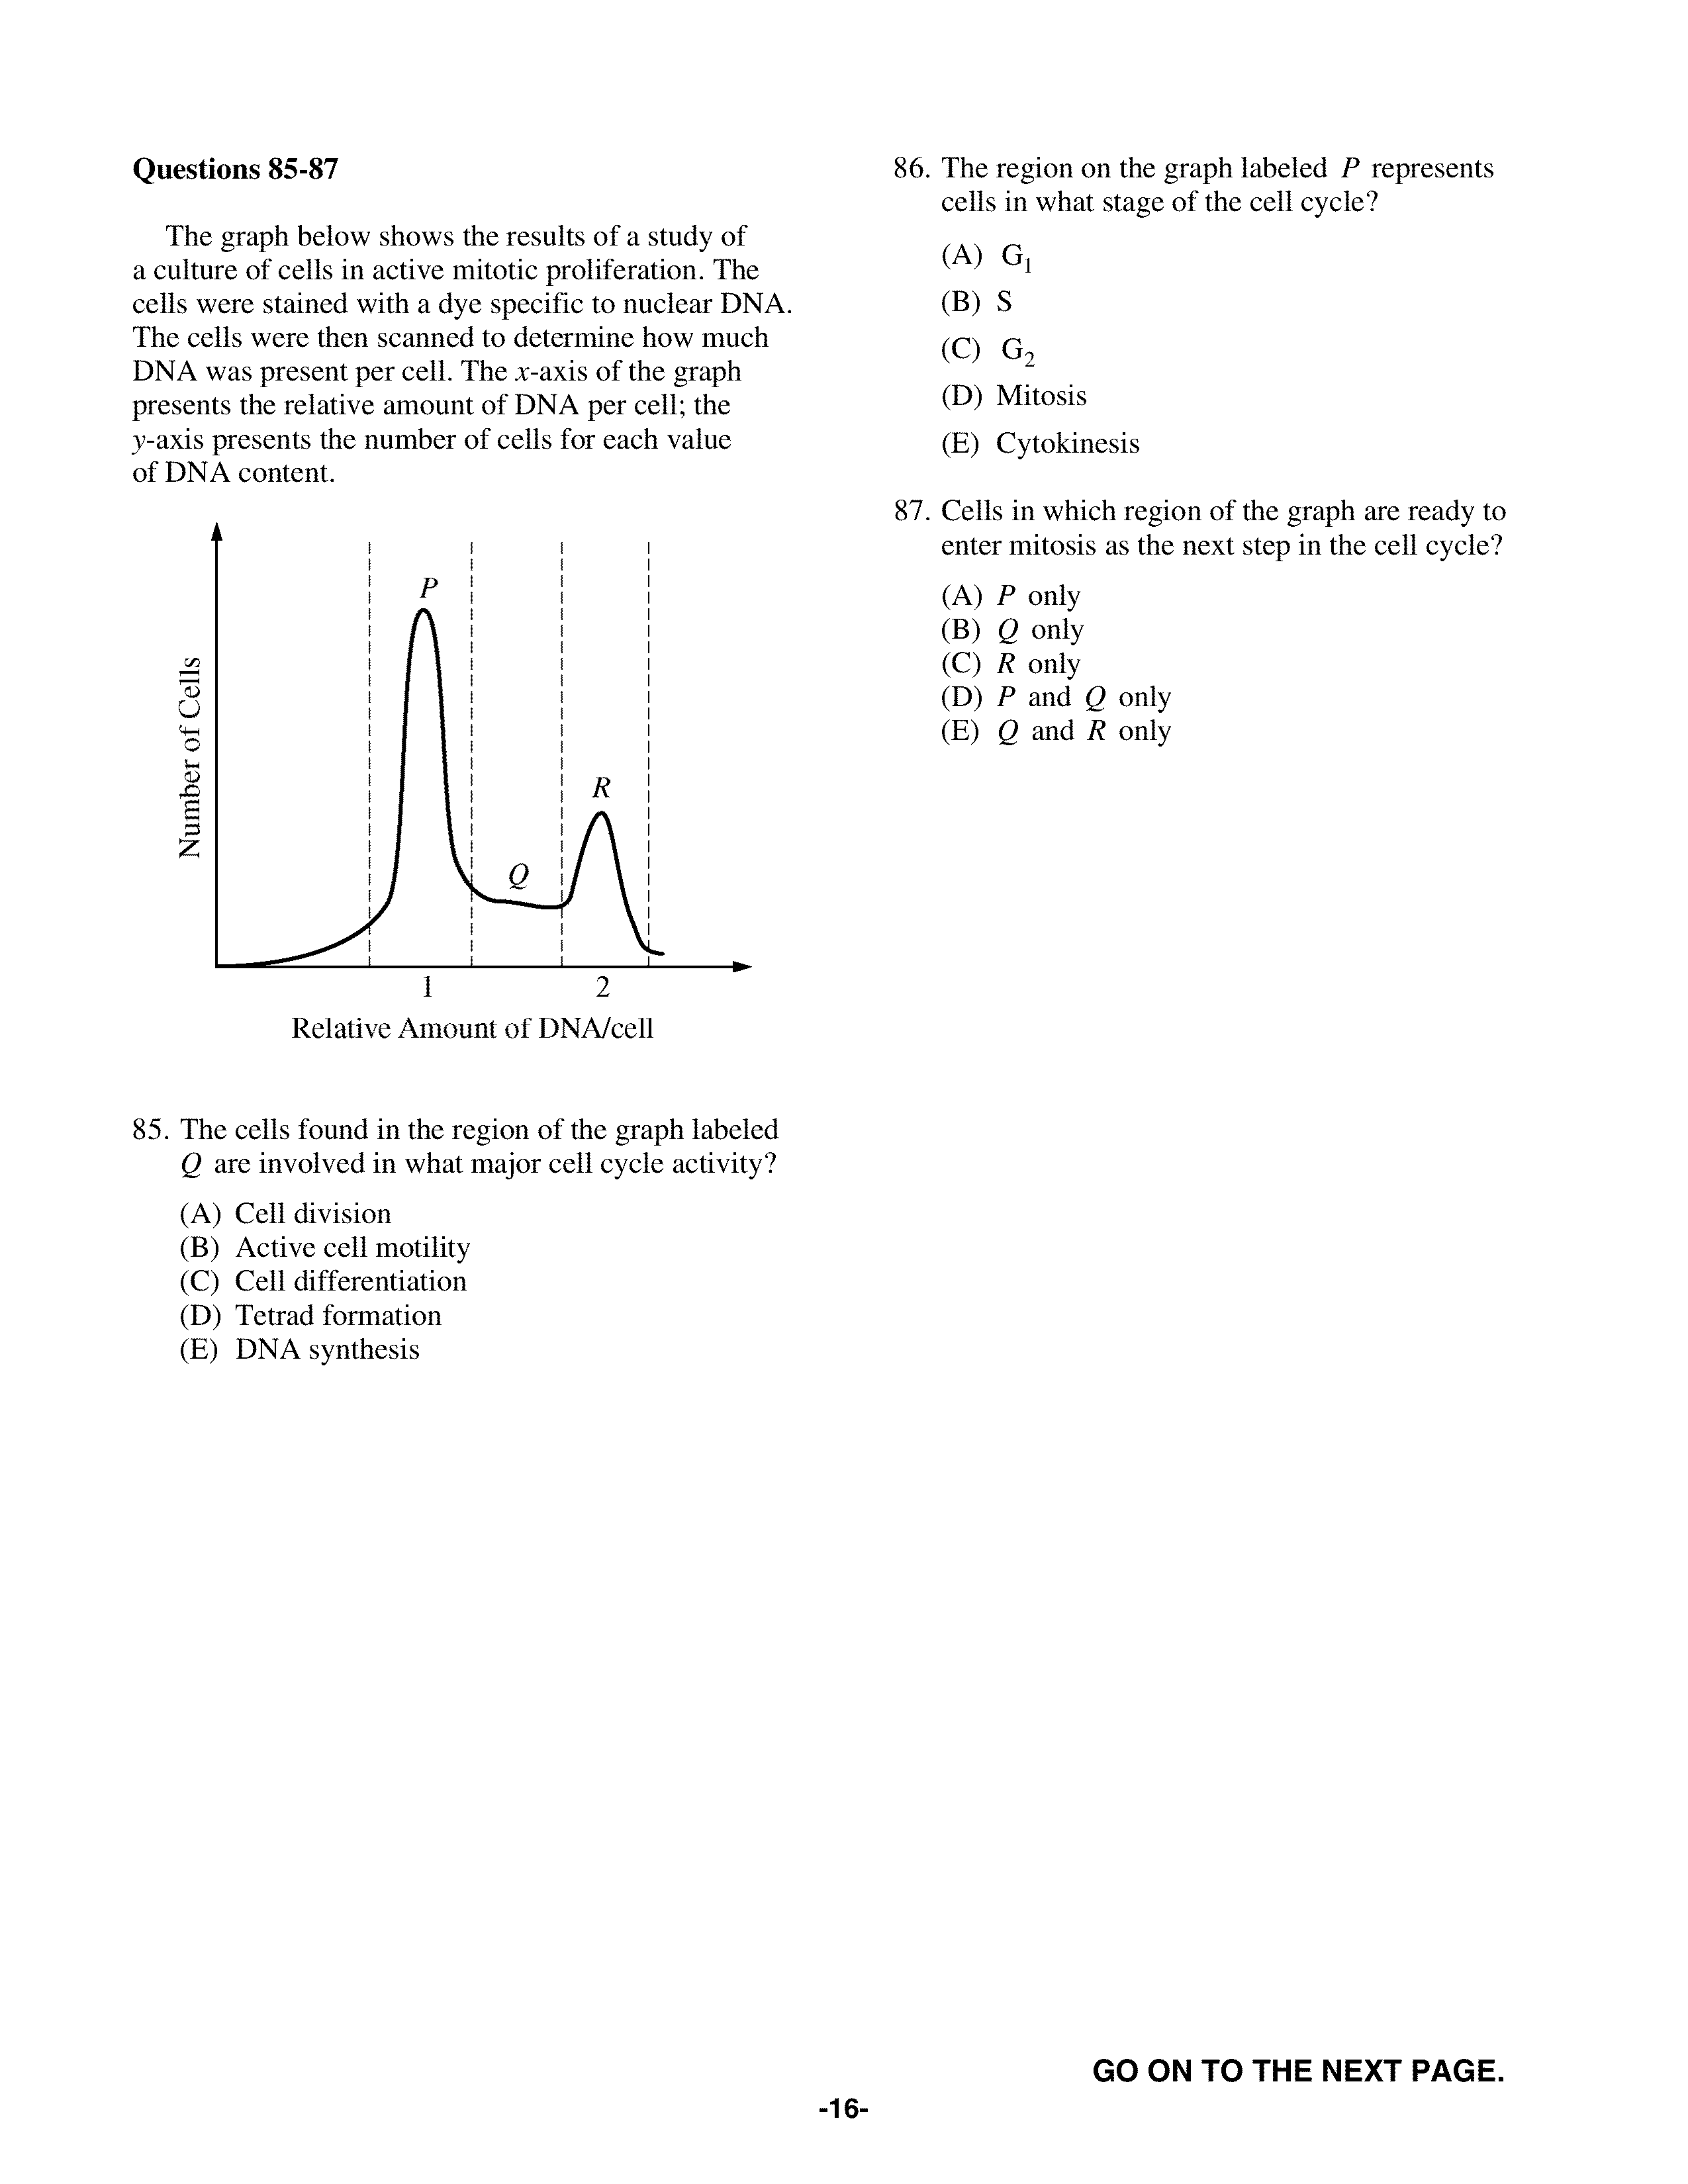 Questions 85-87
The graph below shows the results of a study of
a culture of cells in active mitotic proliferation. The
cells were stained with a dye specific to nuclear DNA.
The cells were then scanned to determine how much
DNA was present per cell. The x-axis of the graph
presents the relative amount of DNA per cell; the
y-axis presents the number of cells for each value
of DNA content.
Number of Cells
P
Q
R
1
2
Relative Amount of DNA/cell
85. The cells found in the region of the graph labeled
Q are involved in what major cell cycle activity?
(A) Cell division
(B) Active cell motility
(C) Cell differentiation
(D) Tetrad formation
(E) DNA synthesis
86. The region on the graph labeled P represents
cells in what stage of the cell cycle?
(A) G₁
(B) S
(C) G₂
(D) Mitosis
(E) Cytokinesis
87. Cells in which region of the graph are ready to
enter mitosis as the next step in the cell cycle?
(A) P only
(B) Q only
(C) R only
(D) P and Q only
(E) Q and R only
GO ON TO THE NEXT PAGE.
-16-